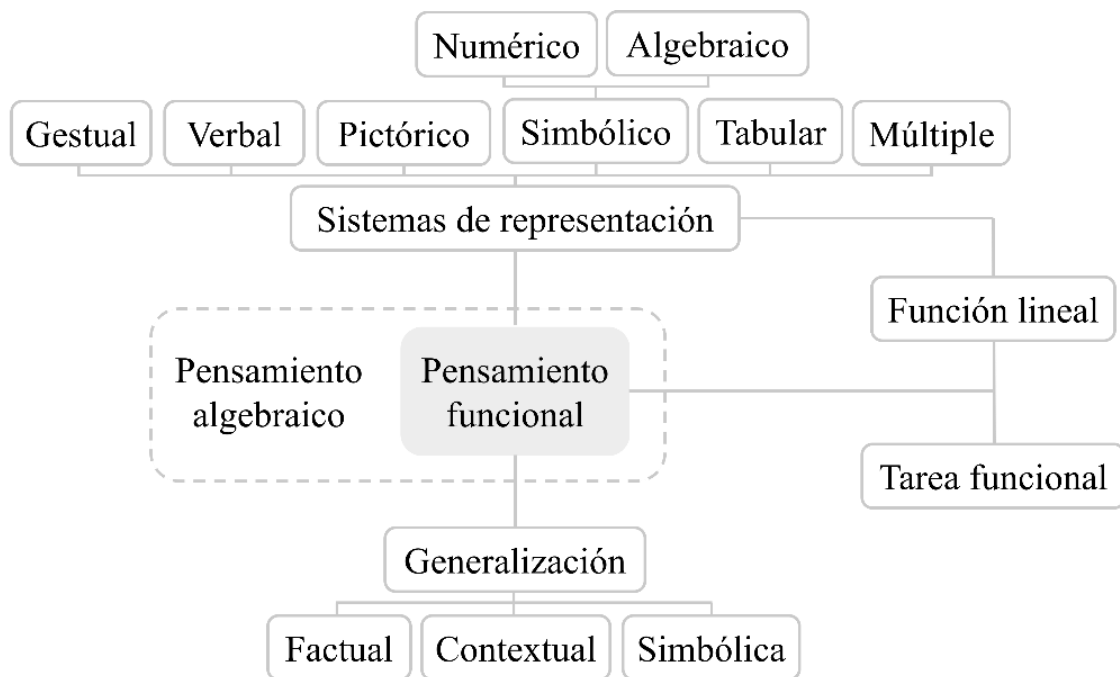 Numérico
Algebraico
Gestual
Verbal
Pictórico
Simbólico
Tabular
Múltiple
Sistemas de representación
Función lineal
Pensamiento
algebraico
Pensamiento
funcional
Tarea funcional
Generalización
Factual
Contextual
Simbólica